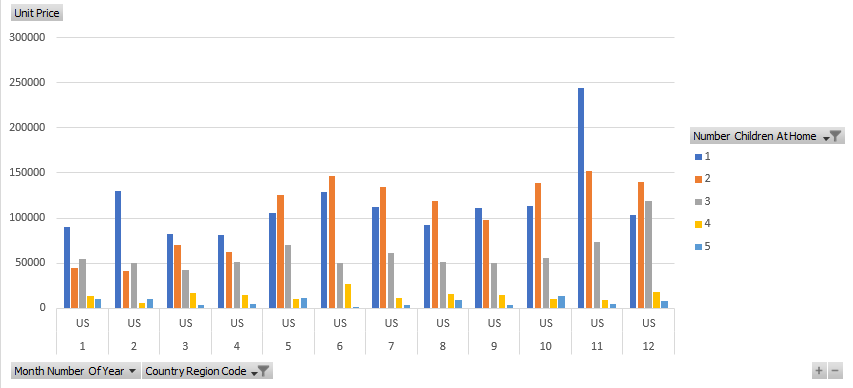 Unit Price
300000
250000
200000
150000
100000
50000
0
US US US US US US US US US US US US
1 2 3 4 5 6 7 8 9 10 11 12
Number Children At Home
1
2
3
4
5
Month Number Of Year Country Region Code
+ −